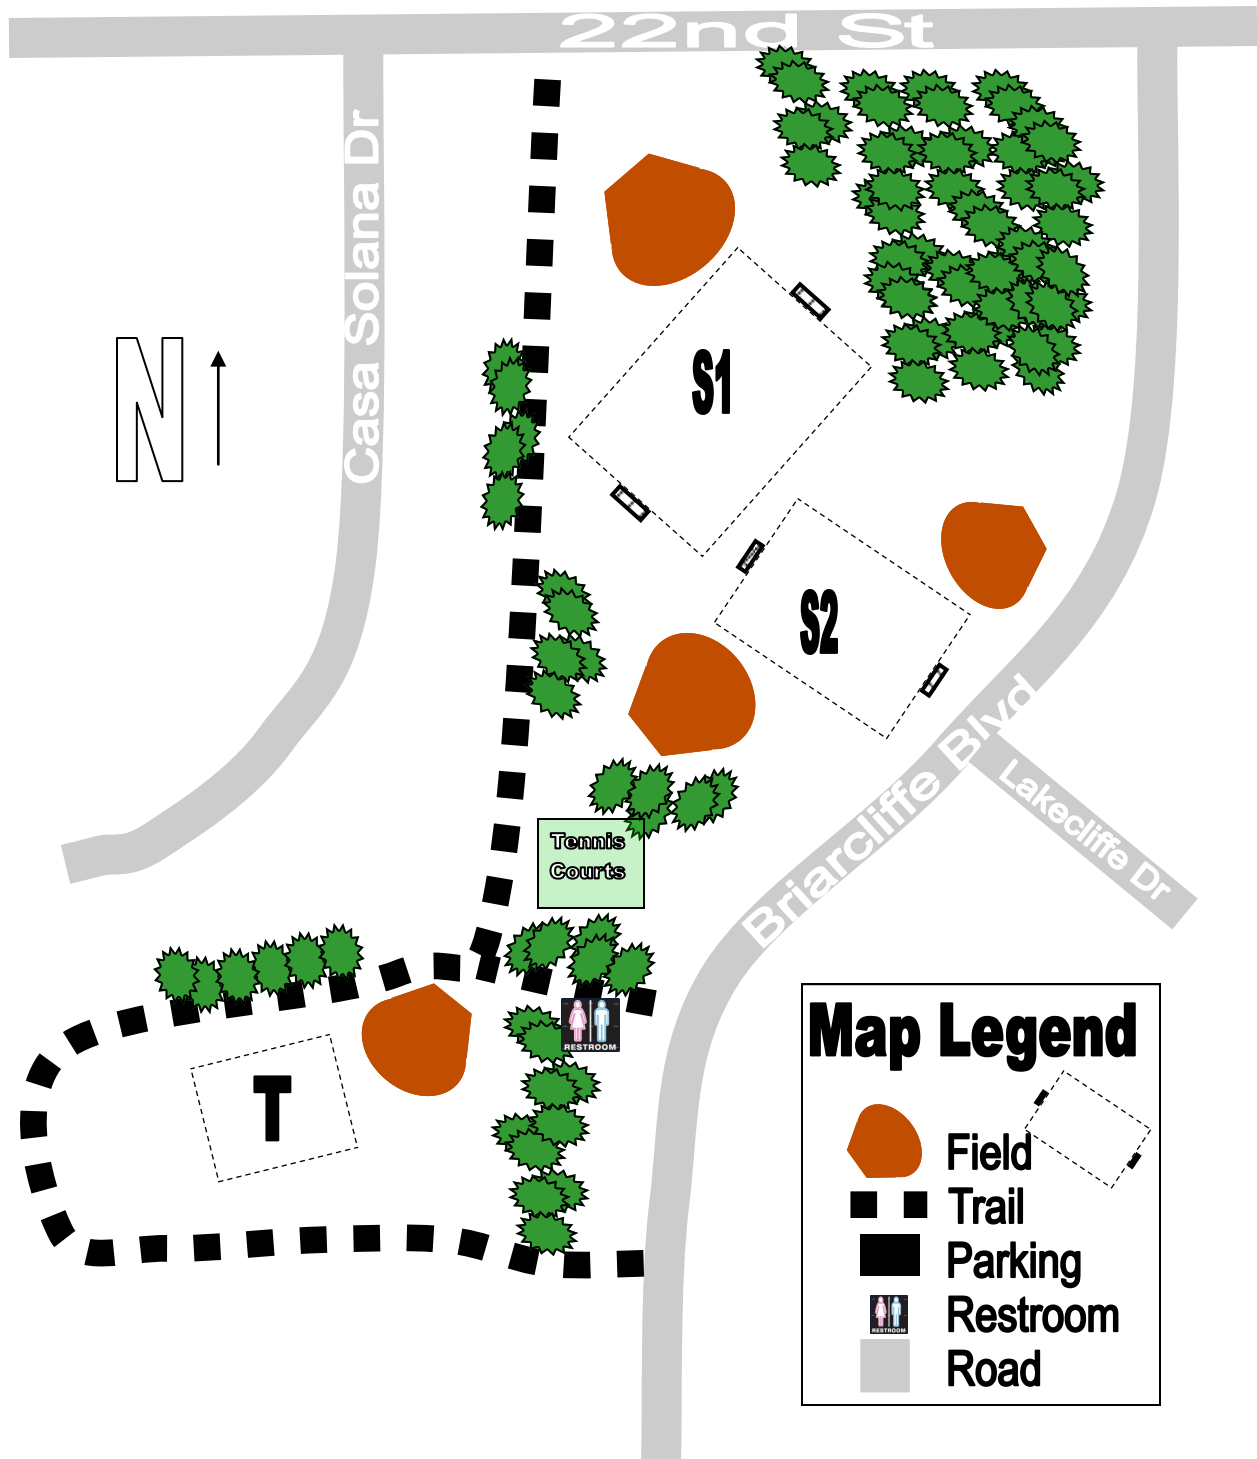 22nd St
Casa Solana Dr
N
S1
S2
Briarcliffe Blvd
Lakecliffe Dr
Tennis
Courts
RESTROOM
T
Map Legend
Field
Trail
Parking
RESTROOM
Restroom
Road